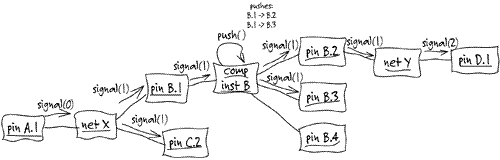 pushes:
B.1 -> B.2
B.1 -> B.3
push()
signal(1)
signal(1)
pin B.2
signal(2)
net Y
pin D.1
signal(1)
comp
inst B
signal(1)
pin B.1
signal(1)
pin B.3
signal(0)
pin A.1
net X
signal(1)
pin C.2
pin B.4